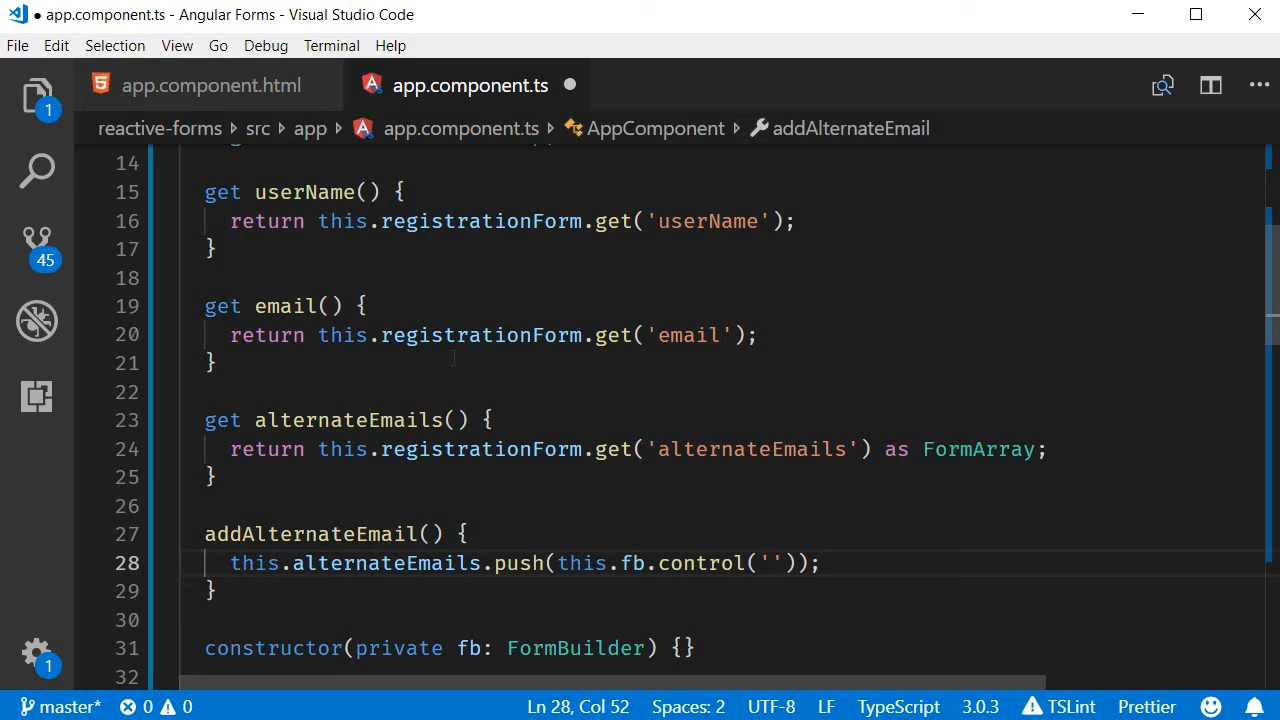 ● app.component.ts - Angular Forms - Visual Studio Code
File Edit Selection View Go Debug Terminal Help
app.component.html app.component.ts ●
reactive-forms > src > app > app.component.ts > AppComponent > addAlternateEmail
14
15 get userName() {
16 return this.registrationForm.get('userName');
17 }
18
19 get email() {
20 return this.registrationForm.get('email');
21 }
22
23 get alternateEmails() {
24 return this.registrationForm.get('alternateEmails') as FormArray;
25 }
26
27 addAlternateEmail() {
28 this.alternateEmails.push(this.fb.control(''));
29 }
30
31 constructor(private fb: FormBuilder) {}
32
1
45
1
master* 0 0 Ln 28, Col 52 Spaces: 2 UTF-8 LF TypeScript 3.0.3 TSLint Prettier